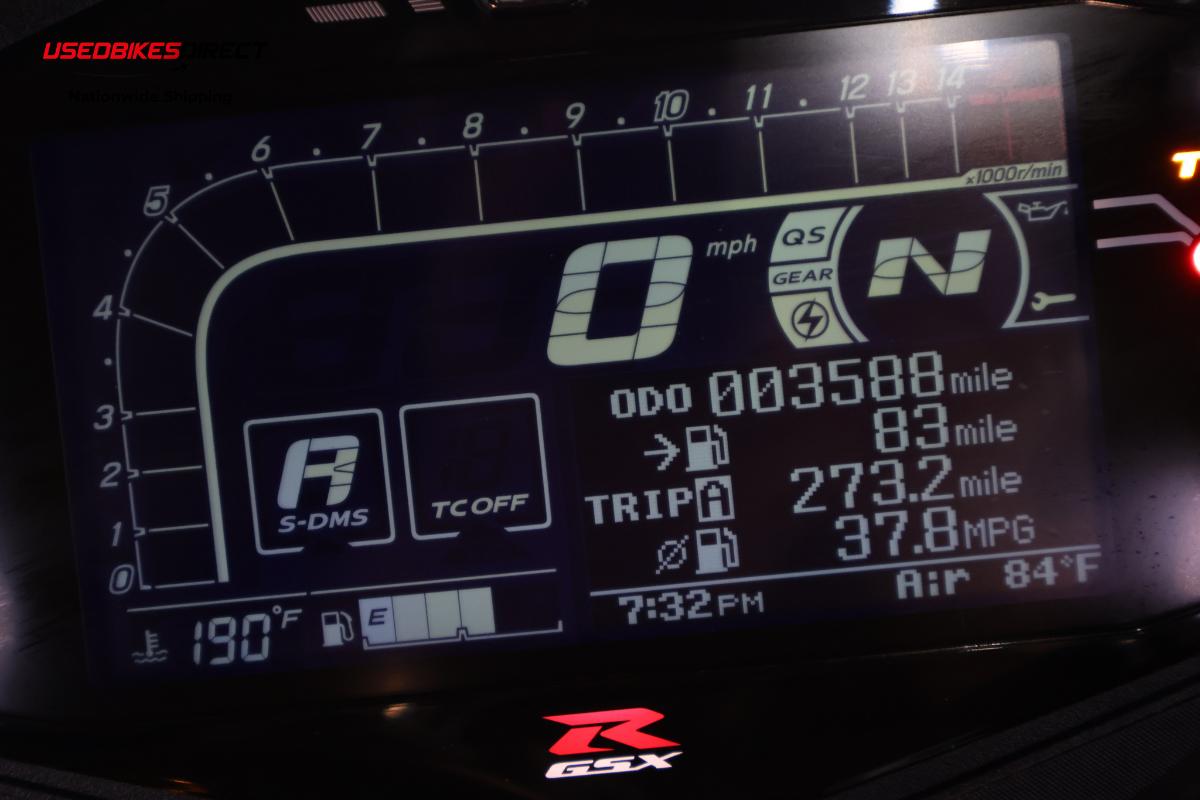 USEDBIKESDIRECT
Nationwide Shipping
0 1 2 3 4 5 6 7 8 9 10 11 12 13 14
x1000r/min
0 mph
QS
GEAR
N
ODO 003588 mile
83 mile
TRIP A 273.2 mile
37.8 MPG
A
S-DMS
TC OFF
190°F
E
7:32 PM
Air 84°F
R
GSX